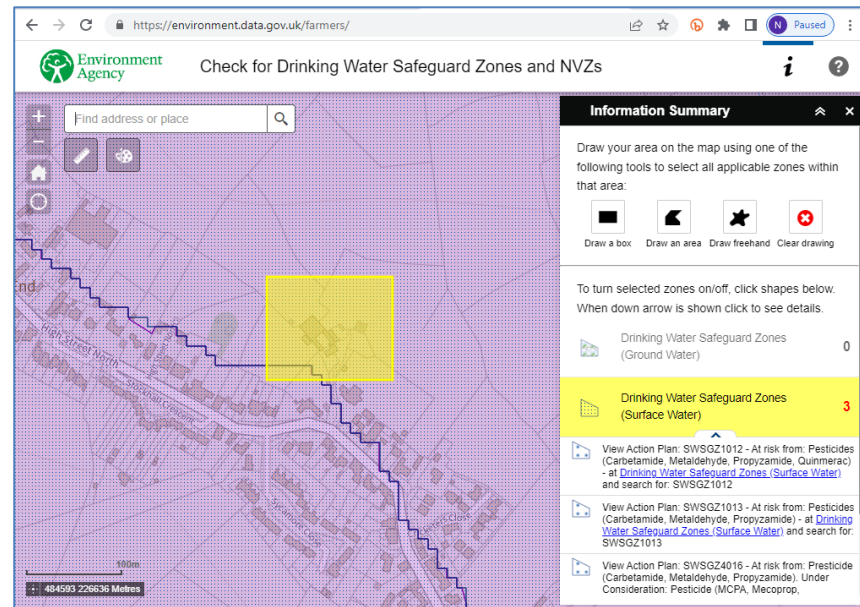 https://environment.data.gov.uk/farmers/
N Paused
Environment
Agency
Check for Drinking Water Safeguard Zones and NVZs
i ?
Find address or place
End
High Street North
Stockhall Crescent
Sycamore Close
100m
484593 226636 Metres
Information Summary
Draw your area on the map using one of the
following tools to select all applicable zones within
that area:
Draw a box Draw an area Draw freehand Clear drawing
To turn selected zones on/off, click shapes below.
When down arrow is shown click to see details.
Drinking Water Safeguard Zones
(Ground Water)
0
Drinking Water Safeguard Zones
(Surface Water)
3
View Action Plan: SWSGZ1012 - At risk from: Pesticides
(Carbetamide, Metaldehyde, Propyzamide, Quinmerac)
- at Drinking Water Safeguard Zones (Surface Water)
and search for: SWSGZ1012
View Action Plan: SWSGZ1013 - At risk from: Pesticides
(Carbetamide, Metaldehyde, Propyzamide) - at Drinking
Water Safeguard Zones (Surface Water) and search for:
SWSGZ1013
View Action Plan: SWSGZ4016 - At risk from: Presticide
(Carbetamide, Metaldehyde, Propyzamide). Under
Consideration: Pesticide (MCPA, Mecoprop,